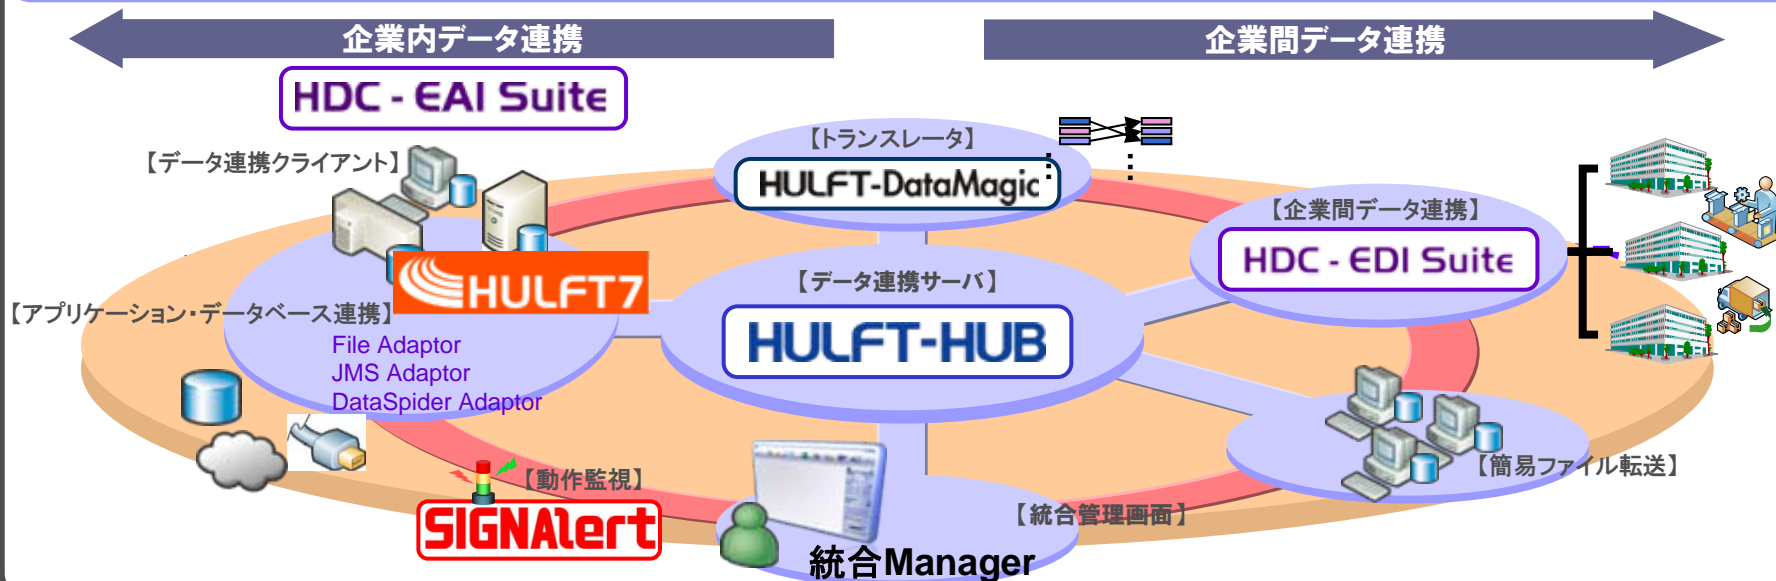 企業内データ連携
企業間データ連携
HDC - EAI Suite
【トランスレータ】
HULFT-DataMagic
【データ連携クライアント】
【企業間データ連携】
HDC - EDI Suite
HULFT7
【データ連携サーバ】
HULFT-HUB
【アプリケーション・データベース連携】
File Adaptor
JMS Adaptor
DataSpider Adaptor
【動作監視】
SIGNAlert
【簡易ファイル転送】
【統合管理画面】
統合Manager